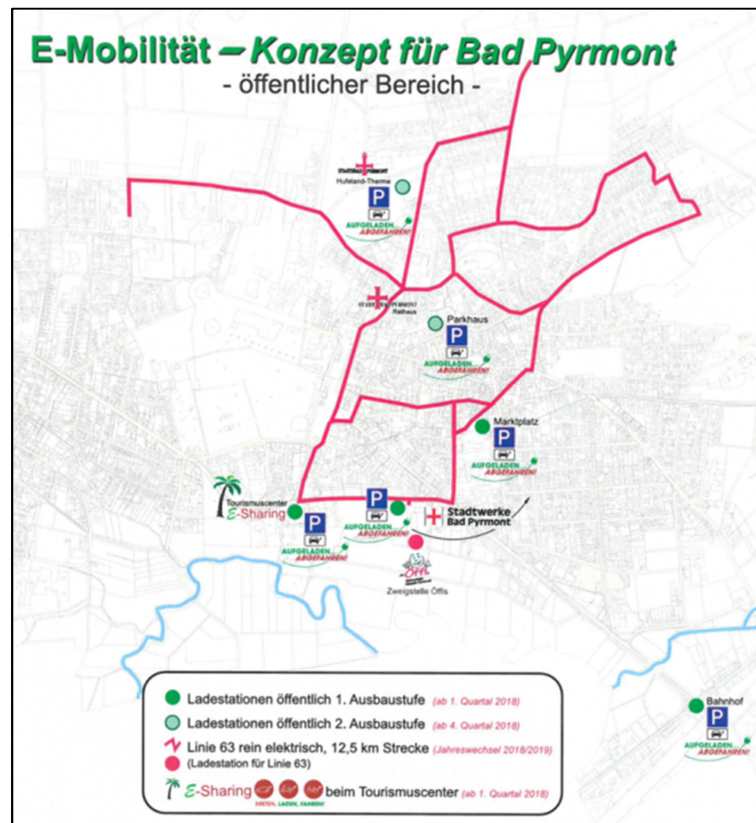 E-Mobilität – Konzept für Bad Pyrmont
- öffentlicher Bereich -
Hufeland-Therme
P
AUFGELADEN...
ABGEFAHREN!
Rathaus
Parkhaus
P
AUFGELADEN...
ABGEFAHREN!
Marktplatz
P
AUFGELADEN...
ABGEFAHREN!
Tourismuscenter
E-Sharing
P
AUFGELADEN...
ABGEFAHREN!
P
AUFGELADEN...
ABGEFAHREN!
Stadtwerke
Bad Pyrmont
Öffis
Zweigstelle Öffis
Bahnhof
P
AUFGELADEN...
ABGEFAHREN!
Ladestationen öffentlich 1. Ausbaustufe (ab 1. Quartal 2018)
Ladestationen öffentlich 2. Ausbaustufe (ab 4. Quartal 2018)
Linie 63 rein elektrisch, 12,5 km Strecke (Jahreswechsel 2018/2019)
(Ladestation für Linie 63)
E-Sharing beim Tourismuscenter (ab 1. Quartal 2018)
MIETEN, LADEN, FAHREN!